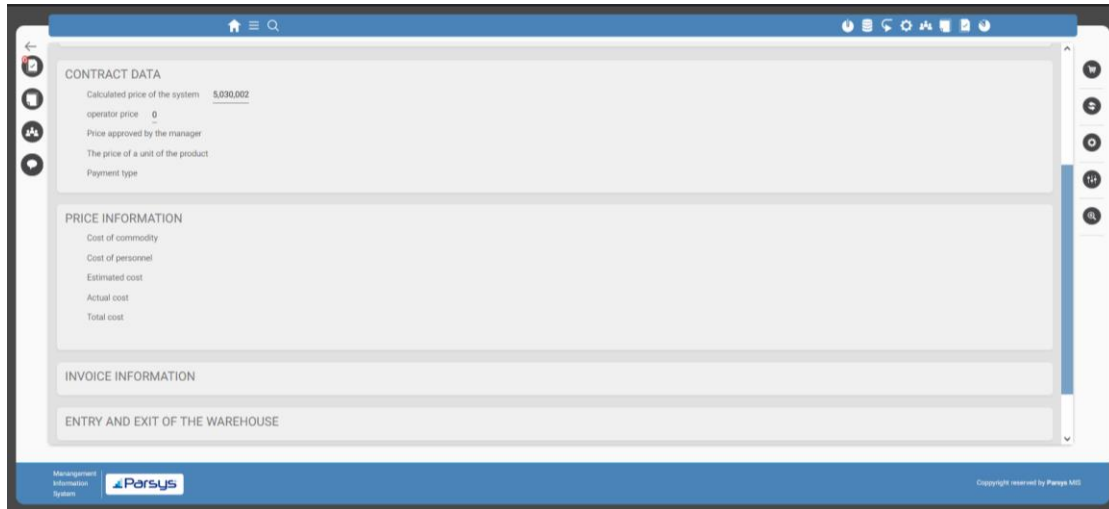 CONTRACT DATA
Calculated price of the system 5,030,002
operator price 0
Price approved by the manager
The price of a unit of the product
Payment type
PRICE INFORMATION
Cost of commodity
Cost of personnel
Estimated cost
Actual cost
Total cost
INVOICE INFORMATION
ENTRY AND EXIT OF THE WAREHOUSE
Manangement
Information
System
Parsys
Coppyright reserved by Parsys MIS